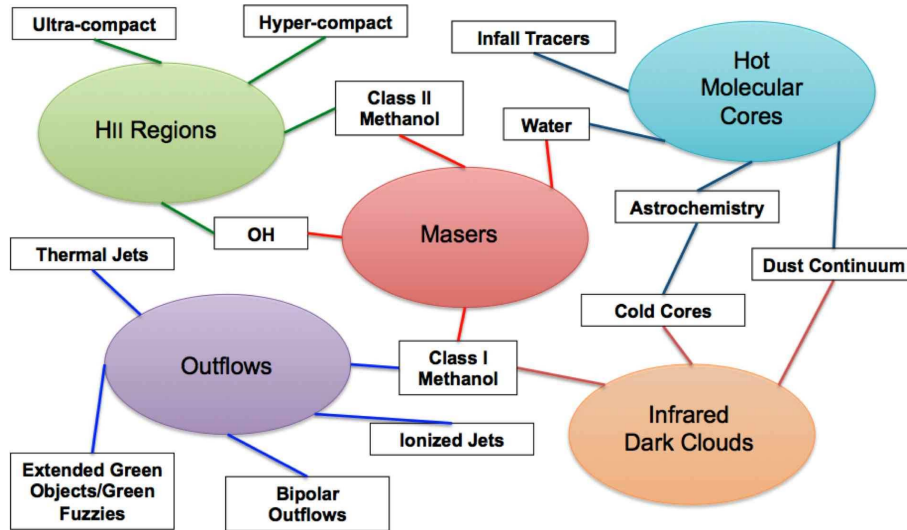 Ultra-compact
Hyper-compact
Infall Tracers
Hot
Molecular
Cores
HII Regions
Class II
Methanol
Water
Masers
Astrochemistry
OH
Thermal Jets
Dust Continuum
Cold Cores
Outflows
Class I
Methanol
Infrared
Dark Clouds
Ionized Jets
Extended Green
Objects/Green
Fuzzies
Bipolar
Outflows